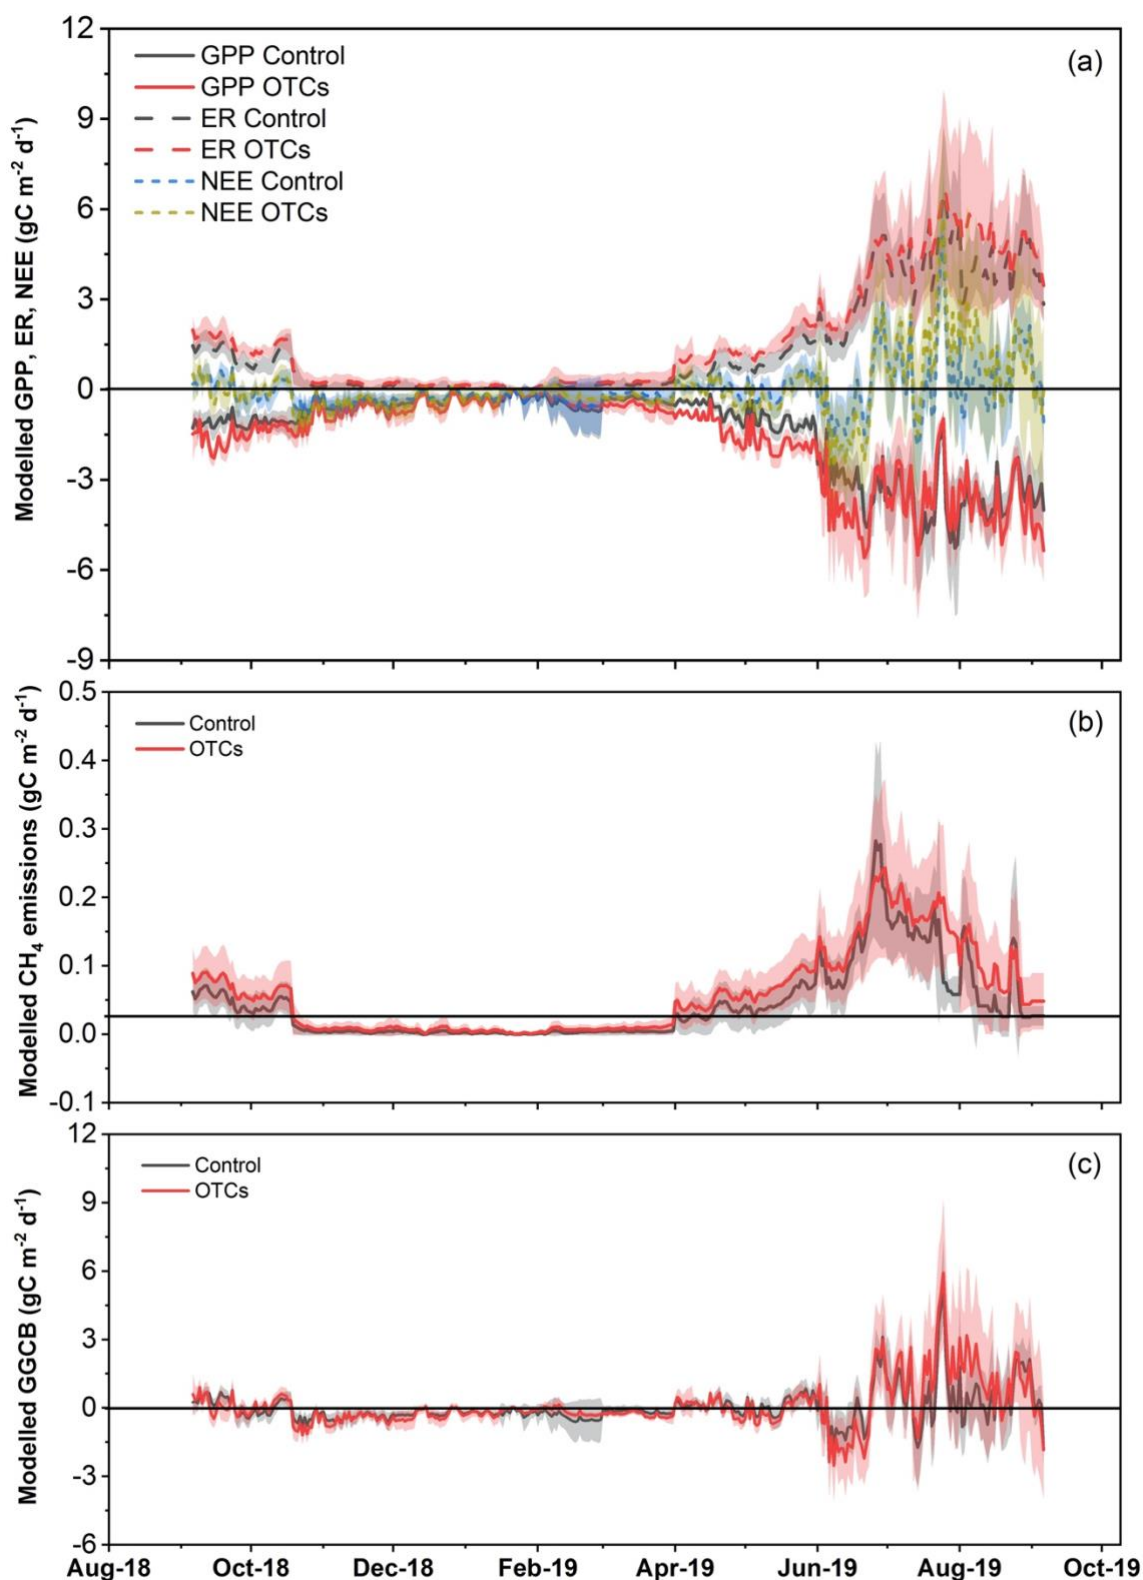 12
9
6
3
0
-3
-6
-9
Modelled GPP, ER, NEE (gC m⁻² d⁻¹)
GPP Control
GPP OTCs
ER Control
ER OTCs
NEE Control
NEE OTCs
(a)
0.5
0.4
0.3
0.2
0.1
0.0
-0.1
Modelled CH₄ emissions (gC m⁻² d⁻¹)
Control
OTCs
(b)
12
9
6
3
0
-3
-6
Modelled GGCB (gC m⁻² d⁻¹)
Control
OTCs
(c)
Aug-18 Oct-18 Dec-18 Feb-19 Apr-19 Jun-19 Aug-19 Oct-19